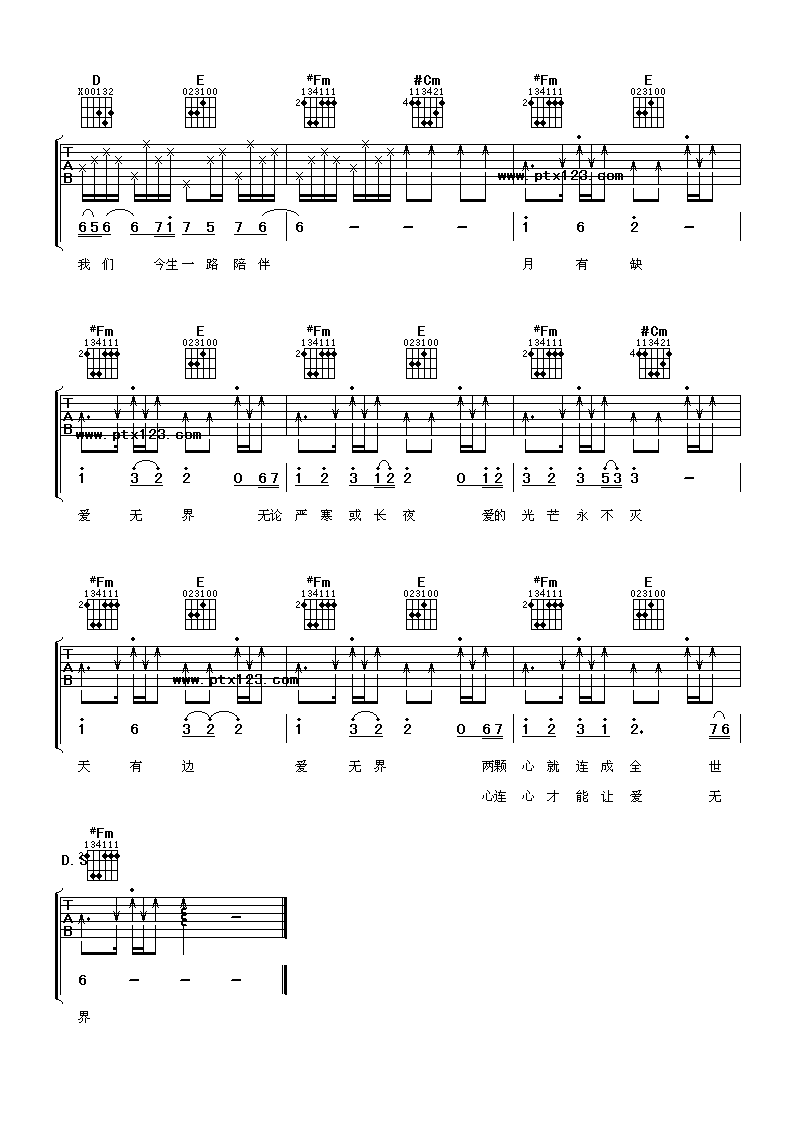 D E #Fm #Cm #Fm E
X00132 023100 134111 113421 134111 023100
2 4 2
T A B
www.ptx123.com
6 5 6 6 7 1 7 5 7 6 6 - - - 1 6 2 -
我 们 今生 一 路 陪 伴 月 有 缺
#Fm E #Fm E #Fm #Cm
134111 023100 134111 023100 134111 113421
2 2 2 4
T A B
www.ptx123.com
1 3 2 2 0 67 1 2 3 12 2 0 12 3 2 3 53 3 -
爱 无 界 无论 严 寒 或 长 夜 爱的 光 芒 永 不 灭
#Fm E #Fm E #Fm E
134111 023100 134111 023100 134111 023100
2 2 2
T A B
www.ptx123.com
1 6 3 2 2 1 3 2 2 0 67 1 2 3 1 2. 76
天 有 边 爱 无 界 两颗 心 就 连 成 全 世
心连 心 才 能 让 爱 无
#Fm
134111
D.S 2
T A B
6 - - -
界